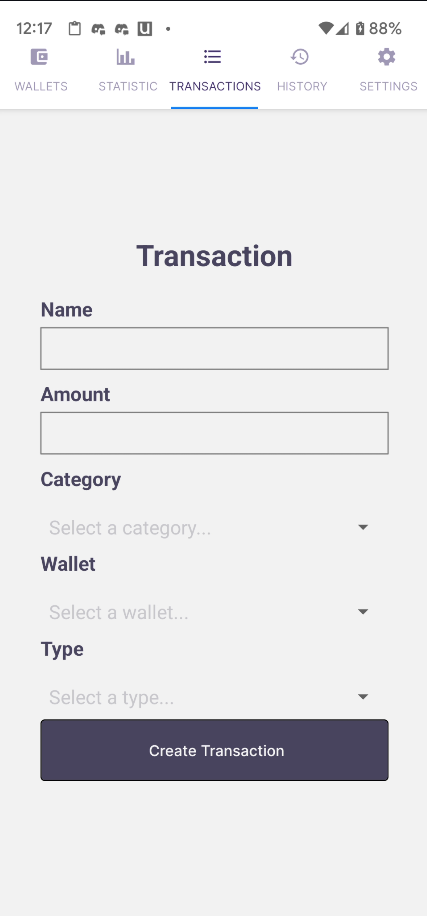 12:17
88%
WALLETS STATISTIC TRANSACTIONS HISTORY SETTINGS
Transaction
Name
Amount
Category
Select a category...
Wallet
Select a wallet...
Type
Select a type...
Create Transaction